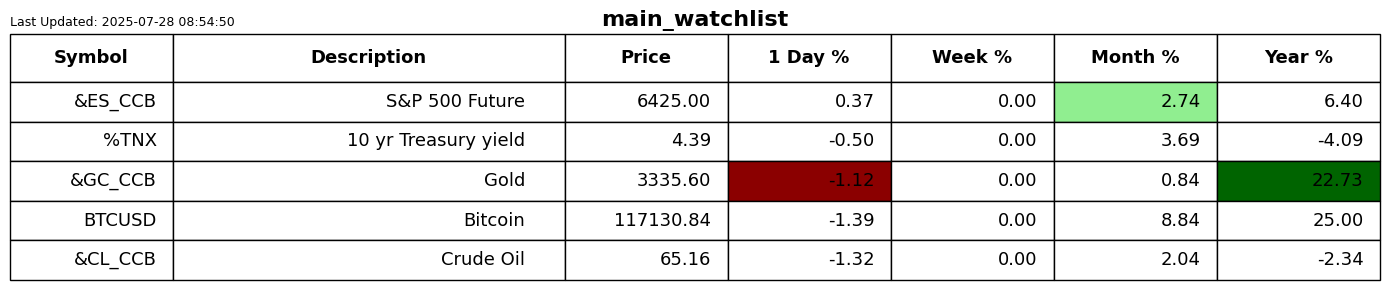 Last Updated: 2025-07-28 08:54:50
main_watchlist
Symbol Description Price 1 Day % Week % Month % Year %
&ES_CCB S&P 500 Future 6425.00 0.37 0.00 2.74 6.40
%TNX 10 yr Treasury yield 4.39 -0.50 0.00 3.69 -4.09
&GC_CCB Gold 3335.60 -1.12 0.00 0.84 22.73
BTCUSD Bitcoin 117130.84 -1.39 0.00 8.84 25.00
&CL_CCB Crude Oil 65.16 -1.32 0.00 2.04 -2.34